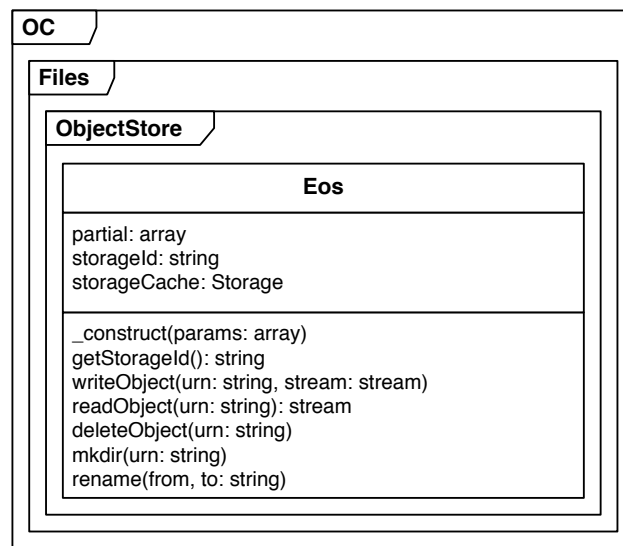 OC
Files
ObjectStore
Eos
partial: array
storageId: string
storageCache: Storage
_construct(params: array)
getStorageId(): string
writeObject(urn: string, stream: stream)
readObject(urn: string): stream
deleteObject(urn: string)
mkdir(urn: string)
rename(from, to: string)